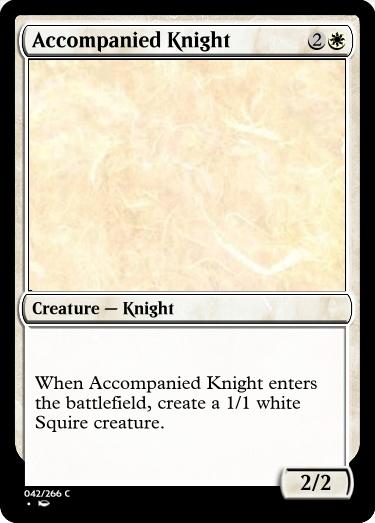 Accompanied Knight 2
Creature — Knight
When Accompanied Knight enters
the battlefield, create a 1/1 white
Squire creature.
2/2
042/266 C